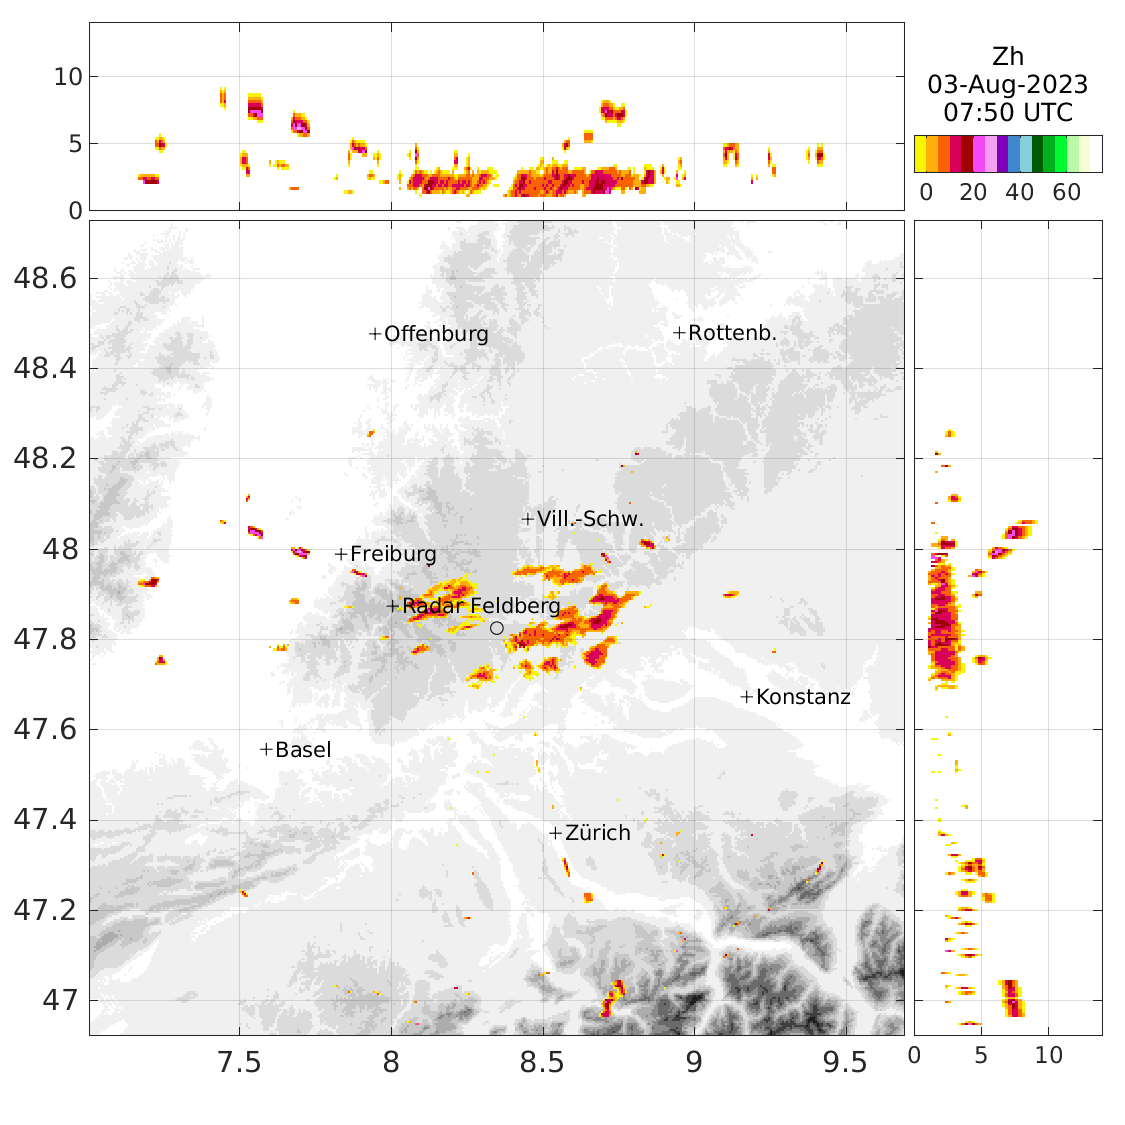 10
5
0
Zh
03-Aug-2023
07:50 UTC
0 20 40 60
48.6
48.4
48.2
48
47.8
47.6
47.4
47.2
47
+Offenburg
+Rottenb.
+Vill.-Schw.
+Freiburg
+Radar Feldberg
+Konstanz
+Basel
+Zürich
7.5 8 8.5 9 9.5
0 5 10